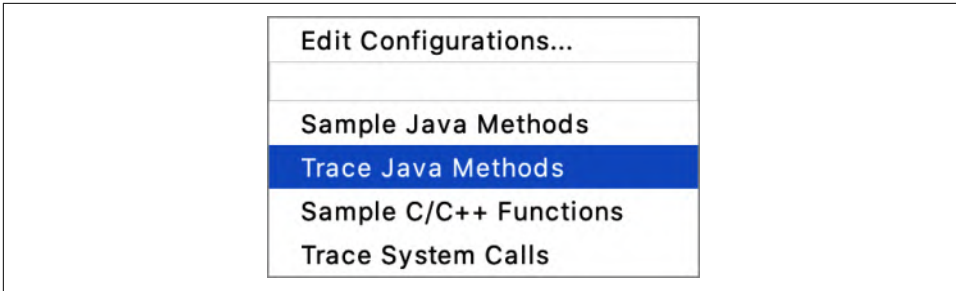 Edit Configurations...
Sample Java Methods
Trace Java Methods
Sample C/C++ Functions
Trace System Calls